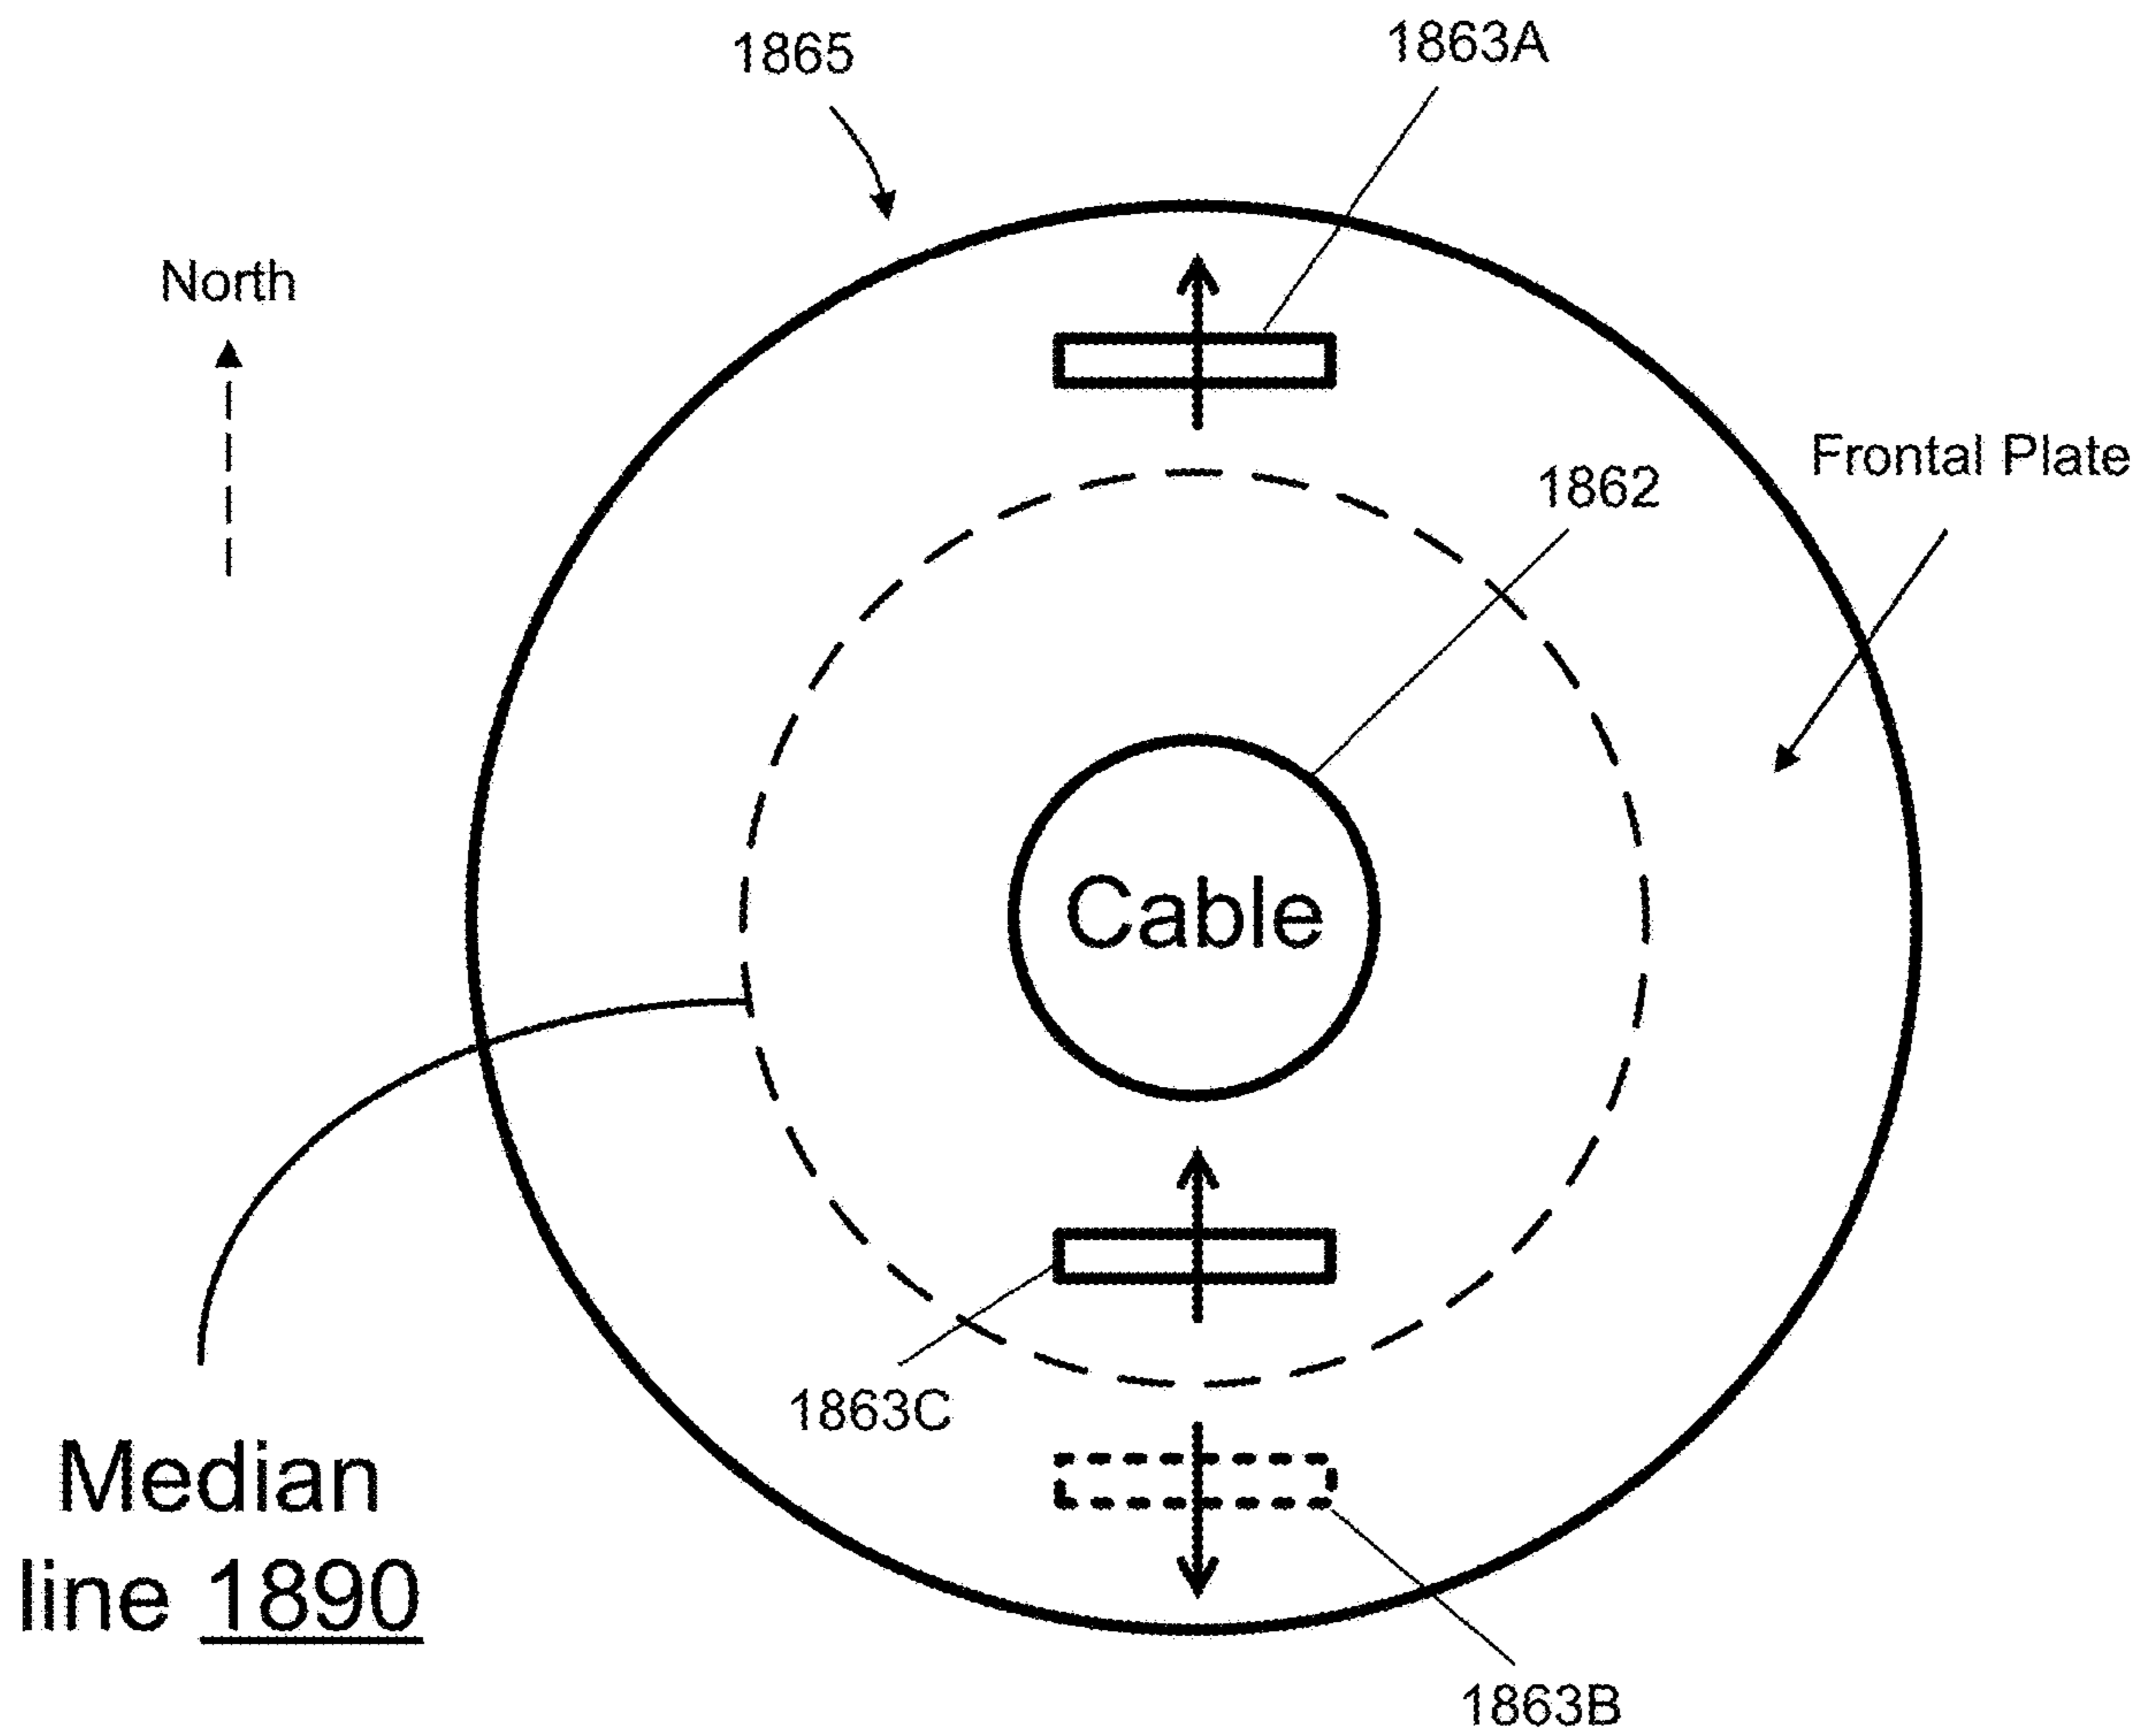 1865
1863A
North
Frontal Plate
1862
Cable
1863C
Median
line 1890
1863B